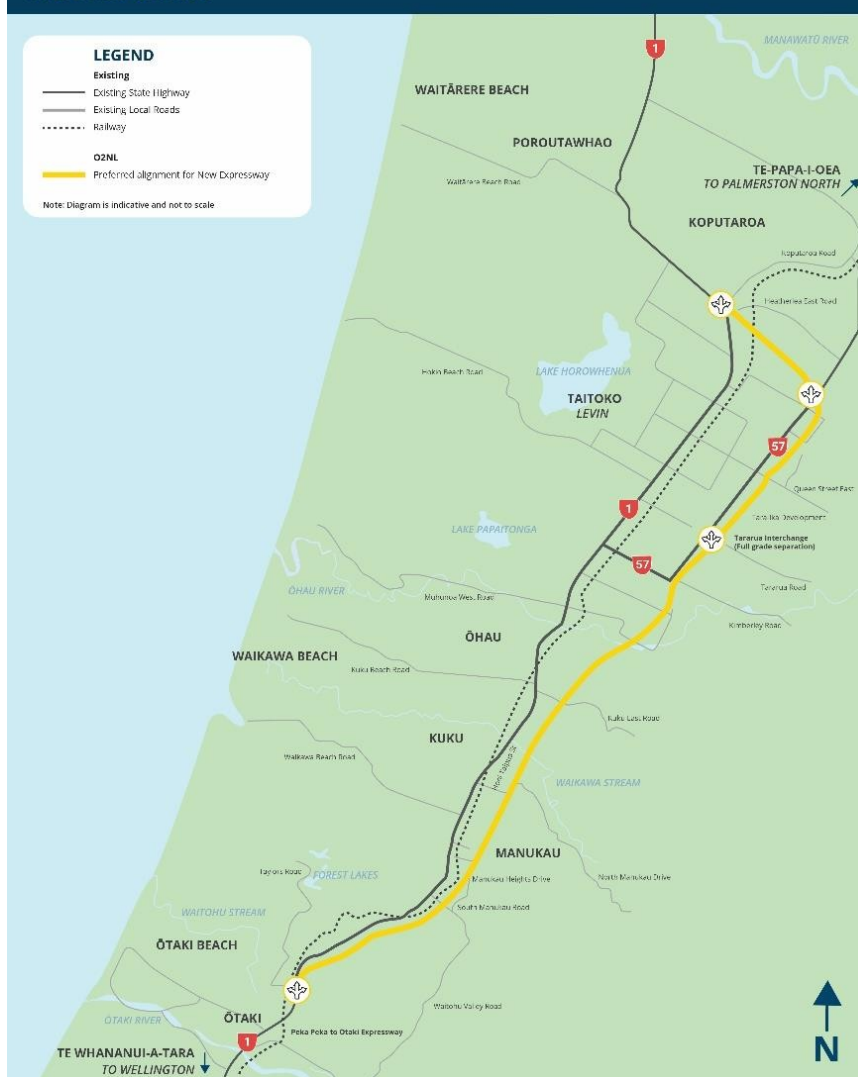 LEGEND
Existing
Existing State Highway
Existing Local Roads
Railway
O2NL
Preferred alignment for New Expressway
Note: Diagram is indicative and not to scale
1
MANAWATŪ RIVER
WAITĀRERE BEACH
POROUTAWHAO
TE-PAPA-I-OEA
TO PALMERSTON NORTH
Waitārere Beach Road
KOPUTAROA
Koputaroa Road
Heatherlea East Road
LAKE HOROWHENUA
Hokio Beach Road
TAITOKO
LEVIN
57
Queen Street East
1
Tara-Ika Development
LAKE PAPAITONGA
Tararua Interchange
(Full grade separation)
57
ŌHAU RIVER
Muhunoa West Road
Tararua Road
Kimberley Road
ŌHAU
WAIKAWA BEACH
Kuku Beach Road
Kuku East Road
KUKU
Waikawa Beach Road
WAIKAWA STREAM
MANUKAU
Taylors Road
FOREST LAKES
Manukau Heights Drive
North Manukau Drive
South Manukau Road
WAITOHU STREAM
ŌTAKI BEACH
Waitohu Valley Road
ŌTAKI RIVER
ŌTAKI
Peka Peka to Otaki Expressway
1
TE WHANANUI-A-TARA
TO WELLINGTON
N